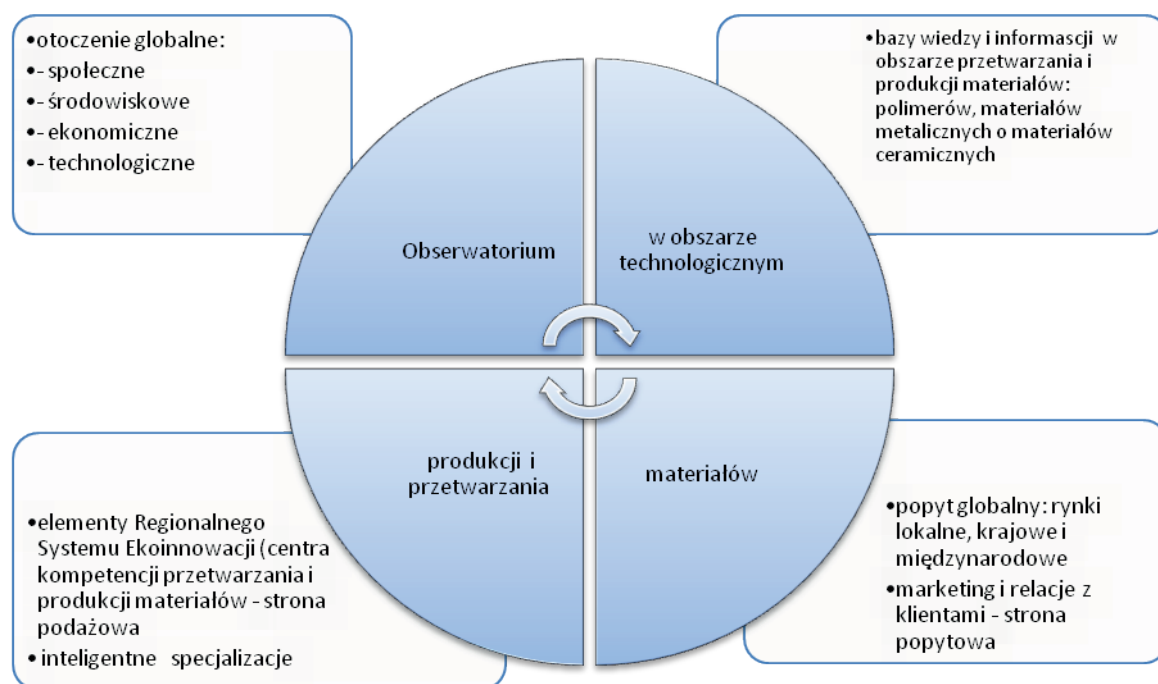 •otoczenie globalne:
•- społeczne
•- środowiskowe
•- ekonomiczne
•- technologiczne
•bazy wiedzy i informascji w
obszarze przetwarzania i
produkcji materiałów:
polimerów, materiałów
metalicznych o materiałów
ceramicznych
Obserwatorium
w obszarze
technologicznym
produkcji i
przetwarzania
materiałów
•elementy Regionalnego
Systemu Ekoinnowacji (centra
kompetencji przetwarzania i
produkcji materiałów - strona
podażowa
• inteligentne specjalizacje
•popyt globalny: rynki
lokalne, krajowe i
międzynarodowe
•marketing i relacje z
klientami - strona
popytowa